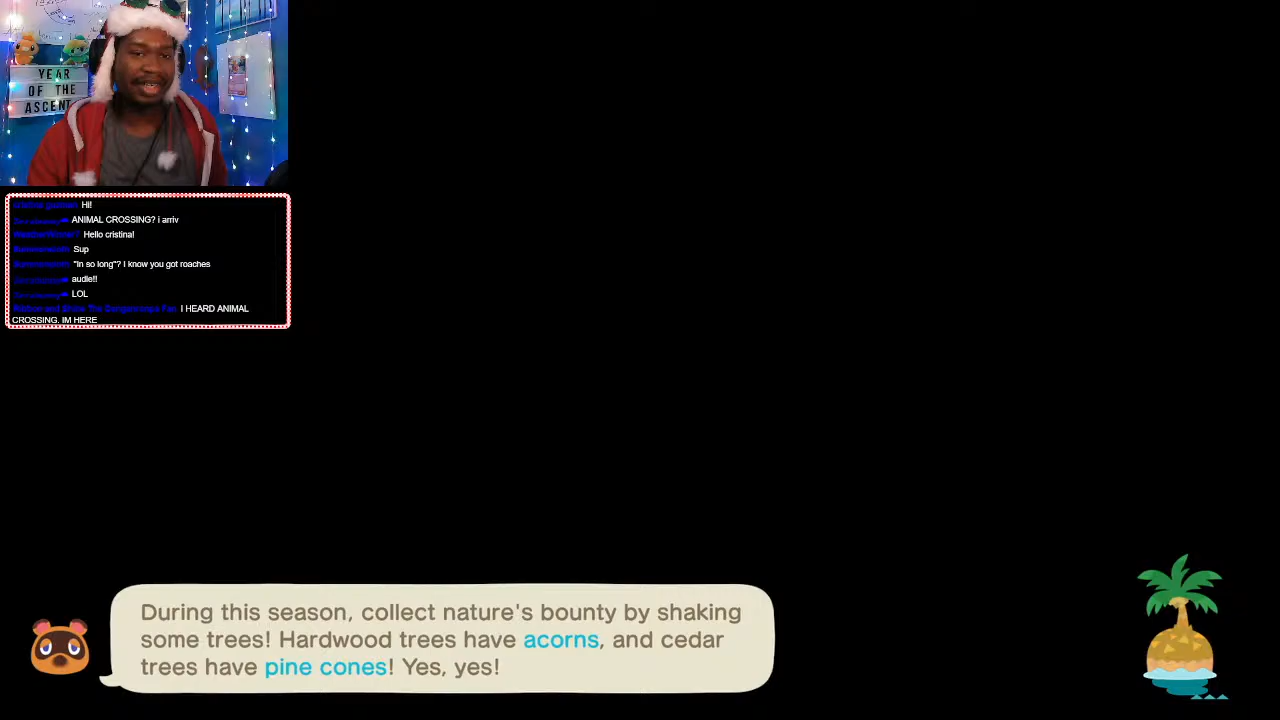 YEAR
OF THE
ASCENT
Hi!
ANIMAL CROSSING? i arriv
Hello cristina!
Sup
"In so long"? I know you got roaches
audie!!
LOL
I HEARD ANIMAL
CROSSING. IM HERE
During this season, collect nature's bounty by shaking
some trees! Hardwood trees have acorns, and cedar
trees have pine cones! Yes, yes!